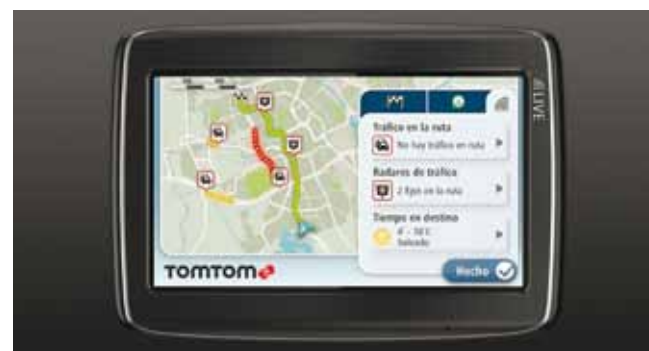 LIVE
Tráfico en la ruta
No hay tráfico en ruta
Radares de tráfico
2 fijos en la ruta
Tiempo en destino
Soleado
TOMTOM
Hecho